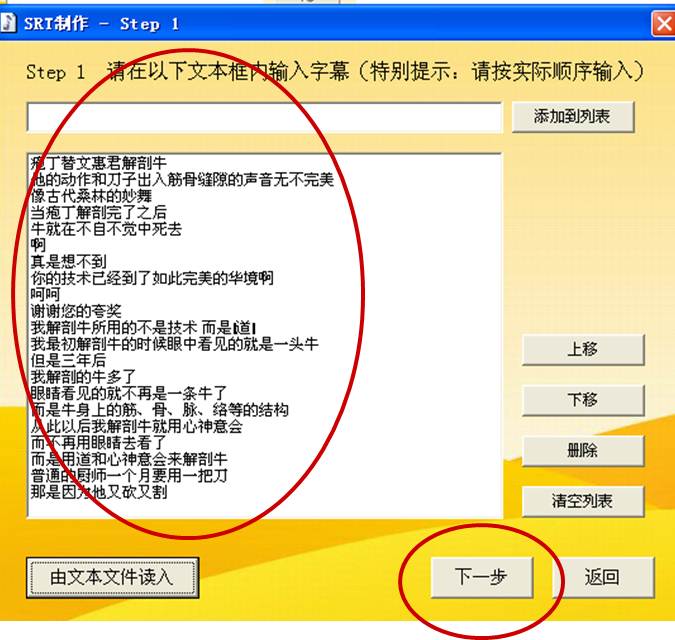 SRT制作 - Step 1
Step 1 请在以下文本框内输入字幕（特别提示：请按实际顺序输入）
添加到列表
疱丁替文惠君解剖牛
他的动作和刀子出入筋骨缝隙的声音无不完美
像古代桑林的妙舞
当疱丁解剖完了之后
牛就在不自不觉中死去
啊
真是想不到
你的技术已经到了如此完美的华境啊
呵呵
谢谢您的夸奖
我解剖牛所用的不是技术 而是|道|
我最初解剖牛的时候眼中看见的就是一头牛
但是三年后
我解剖的牛多了
眼睛看见的就不再是一条牛了
而是牛身上的筋、骨、脉、络等的结构
从此以后我解剖牛就用心神意会
而不再用眼睛去看了
而是用道和心神意会来解剖牛
普通的厨师一个月要用一把刀
那是因为他又砍又割
上移
下移
删除
清空列表
由文本文件读入
下一步
返回